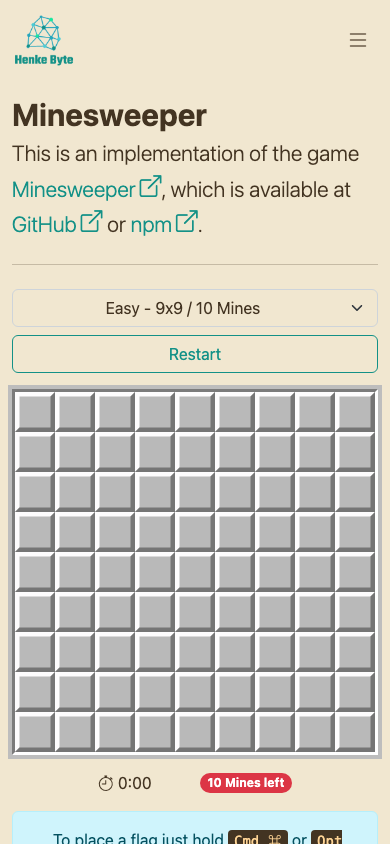 Henke Byte
Minesweeper
This is an implementation of the game
Minesweeper, which is available at
GitHub or npm.
Easy - 9x9 / 10 Mines
Restart
0:00
10 Mines left
To place a flag just hold Cmd ⌘ or Opt